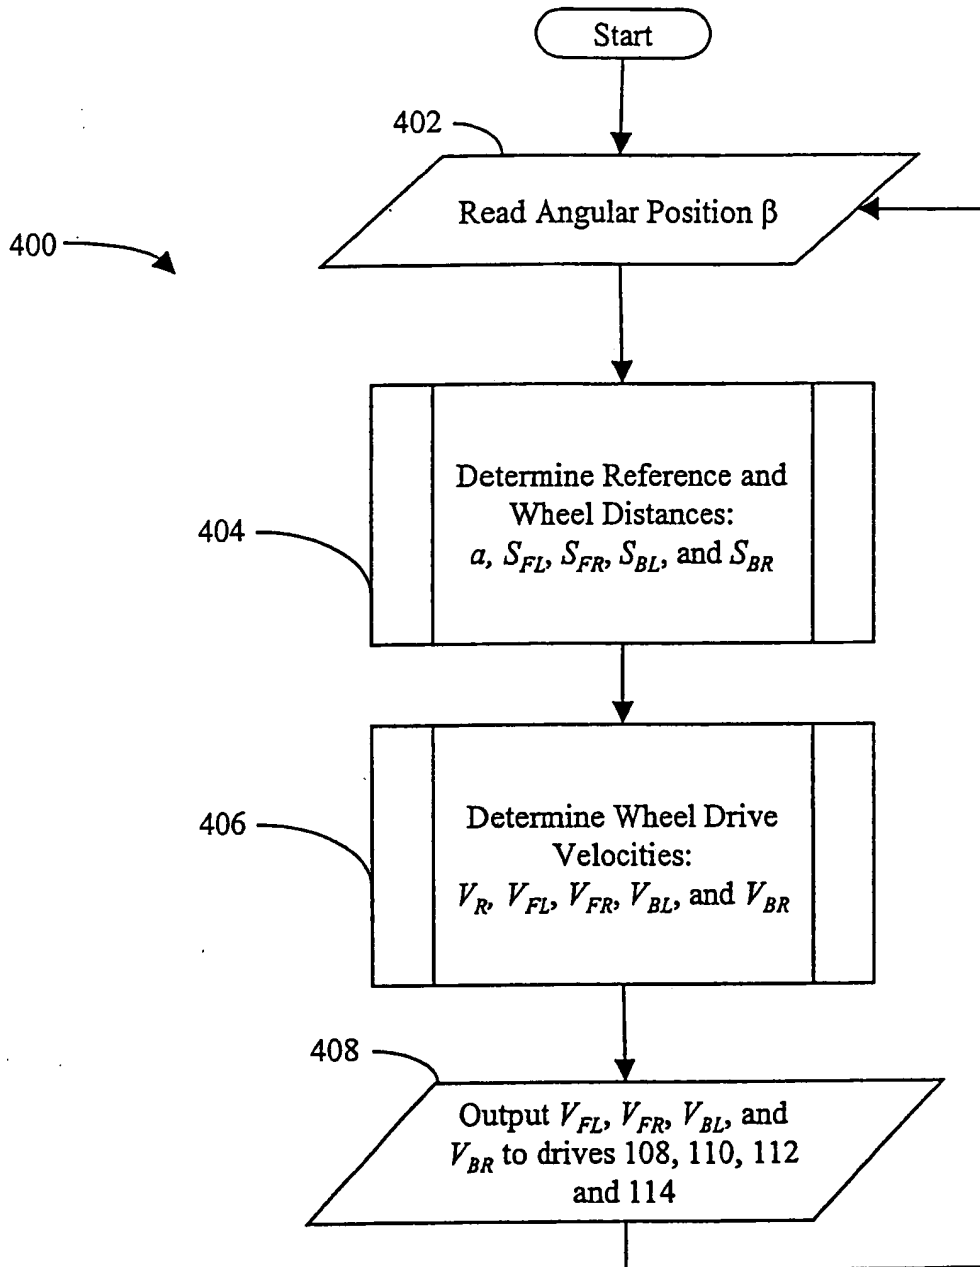 Start
402
Read Angular Position β
400
Determine Reference and
Wheel Distances:
a, S_FL, S_FR, S_BL, and S_BR
404
Determine Wheel Drive
Velocities:
V_R, V_FL, V_FR, V_BL, and V_BR
406
408
Output V_FL, V_FR, V_BL, and
V_BR to drives 108, 110, 112
and 114